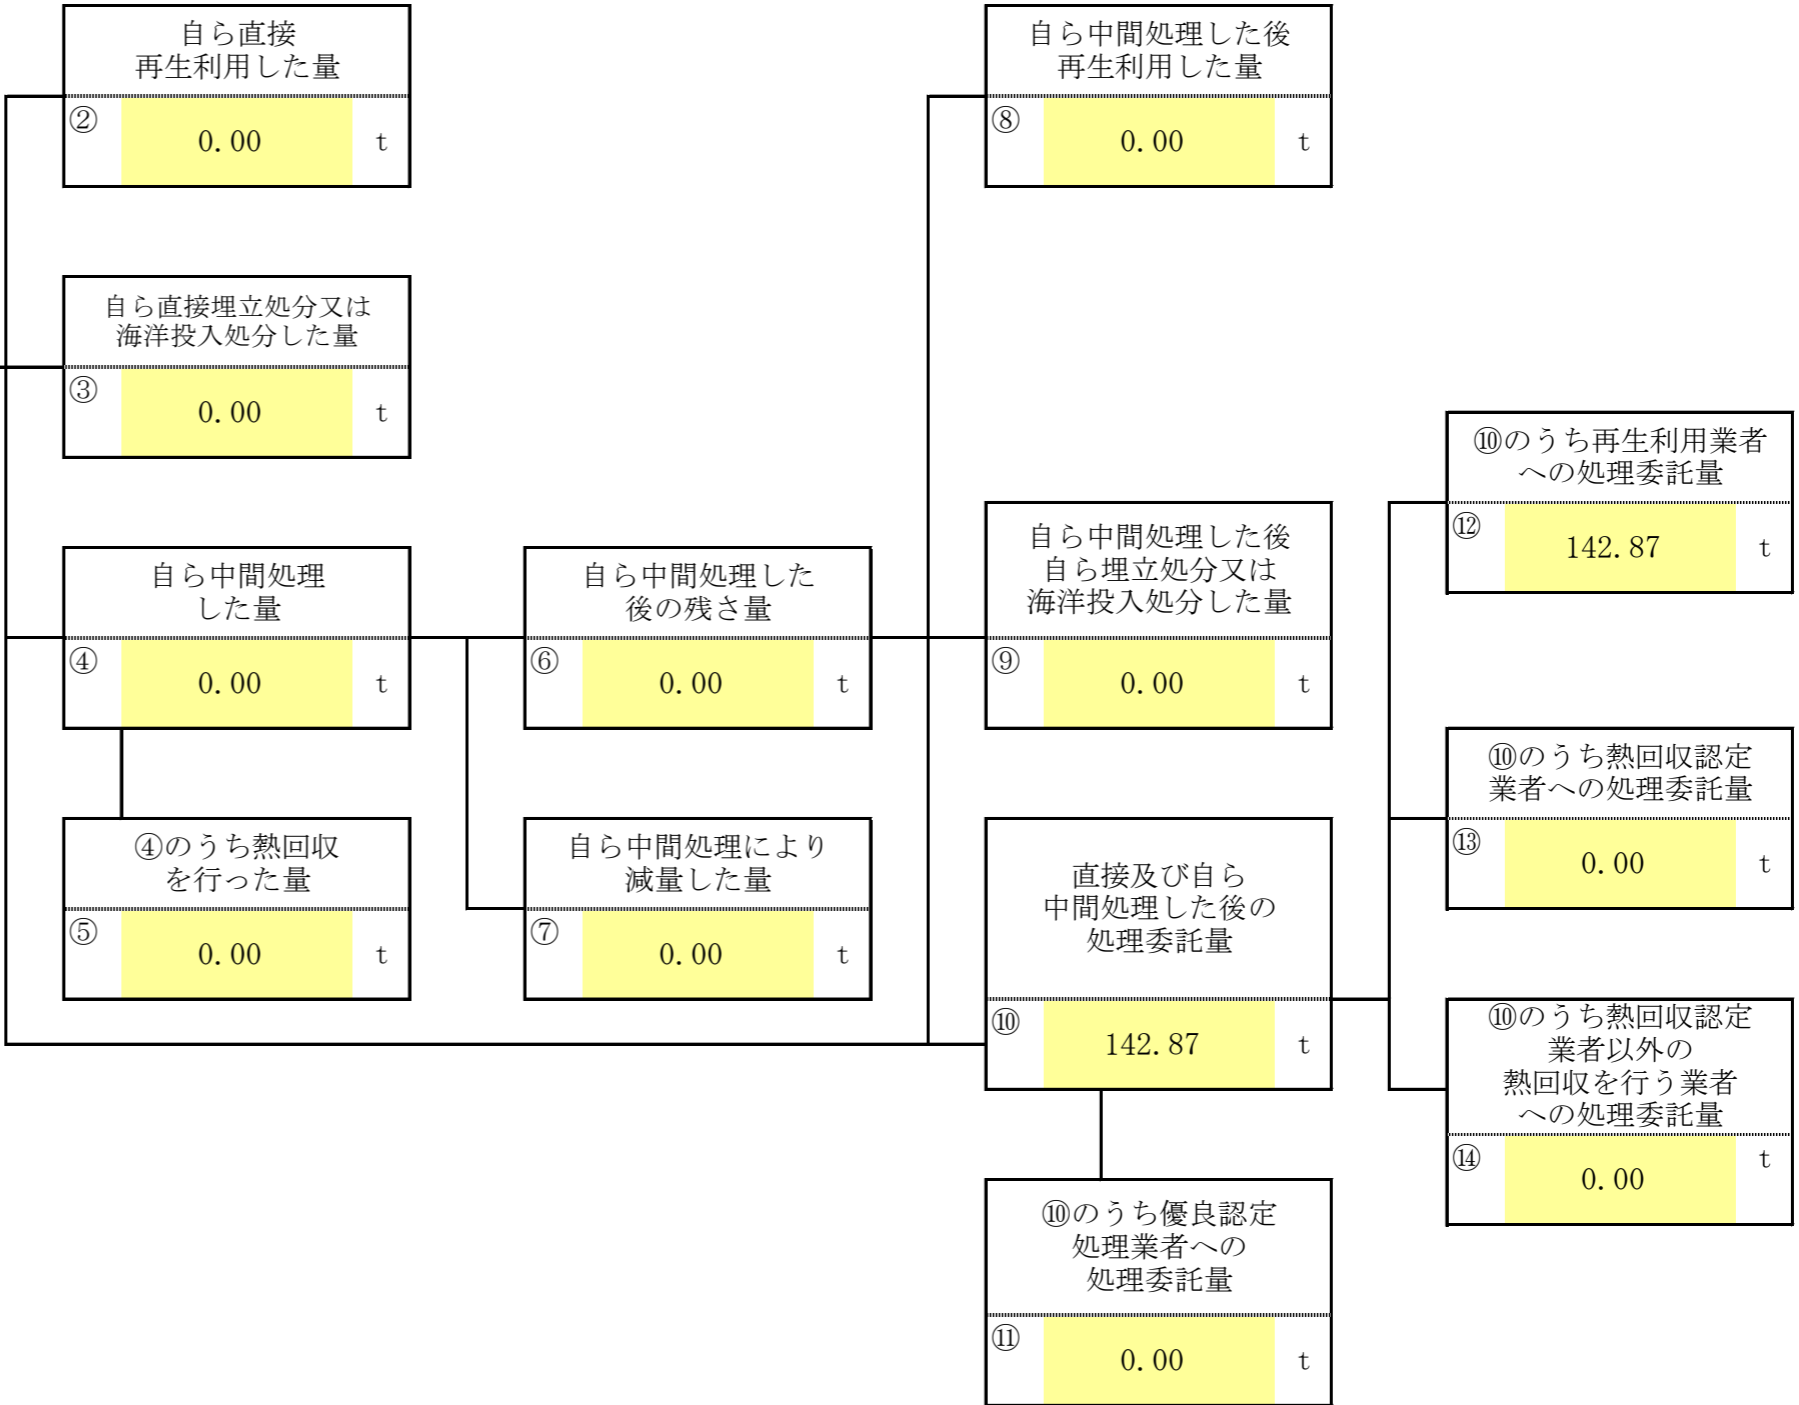 自ら直接
再生利用した量
② 0.00 t
自ら中間処理した後
再生利用した量
⑧ 0.00 t
自ら直接埋立処分又は
海洋投入処分した量
③ 0.00 t
⑩のうち再生利用業者
への処理委託量
⑫ 142.87 t
自ら中間処理
した量
④ 0.00 t
自ら中間処理した
後の残さ量
⑥ 0.00 t
自ら中間処理した後
自ら埋立処分又は
海洋投入処分した量
⑨ 0.00 t
⑩のうち熱回収認定
業者への処理委託量
⑬ 0.00 t
④のうち熱回収
を行った量
⑤ 0.00 t
自ら中間処理により
減量した量
⑦ 0.00 t
直接及び自ら
中間処理した後の
処理委託量
⑩ 142.87 t
⑩のうち熱回収認定
業者以外の
熱回収を行う業者
への処理委託量
⑭ 0.00 t
⑩のうち優良認定
処理業者への
処理委託量
⑪ 0.00 t